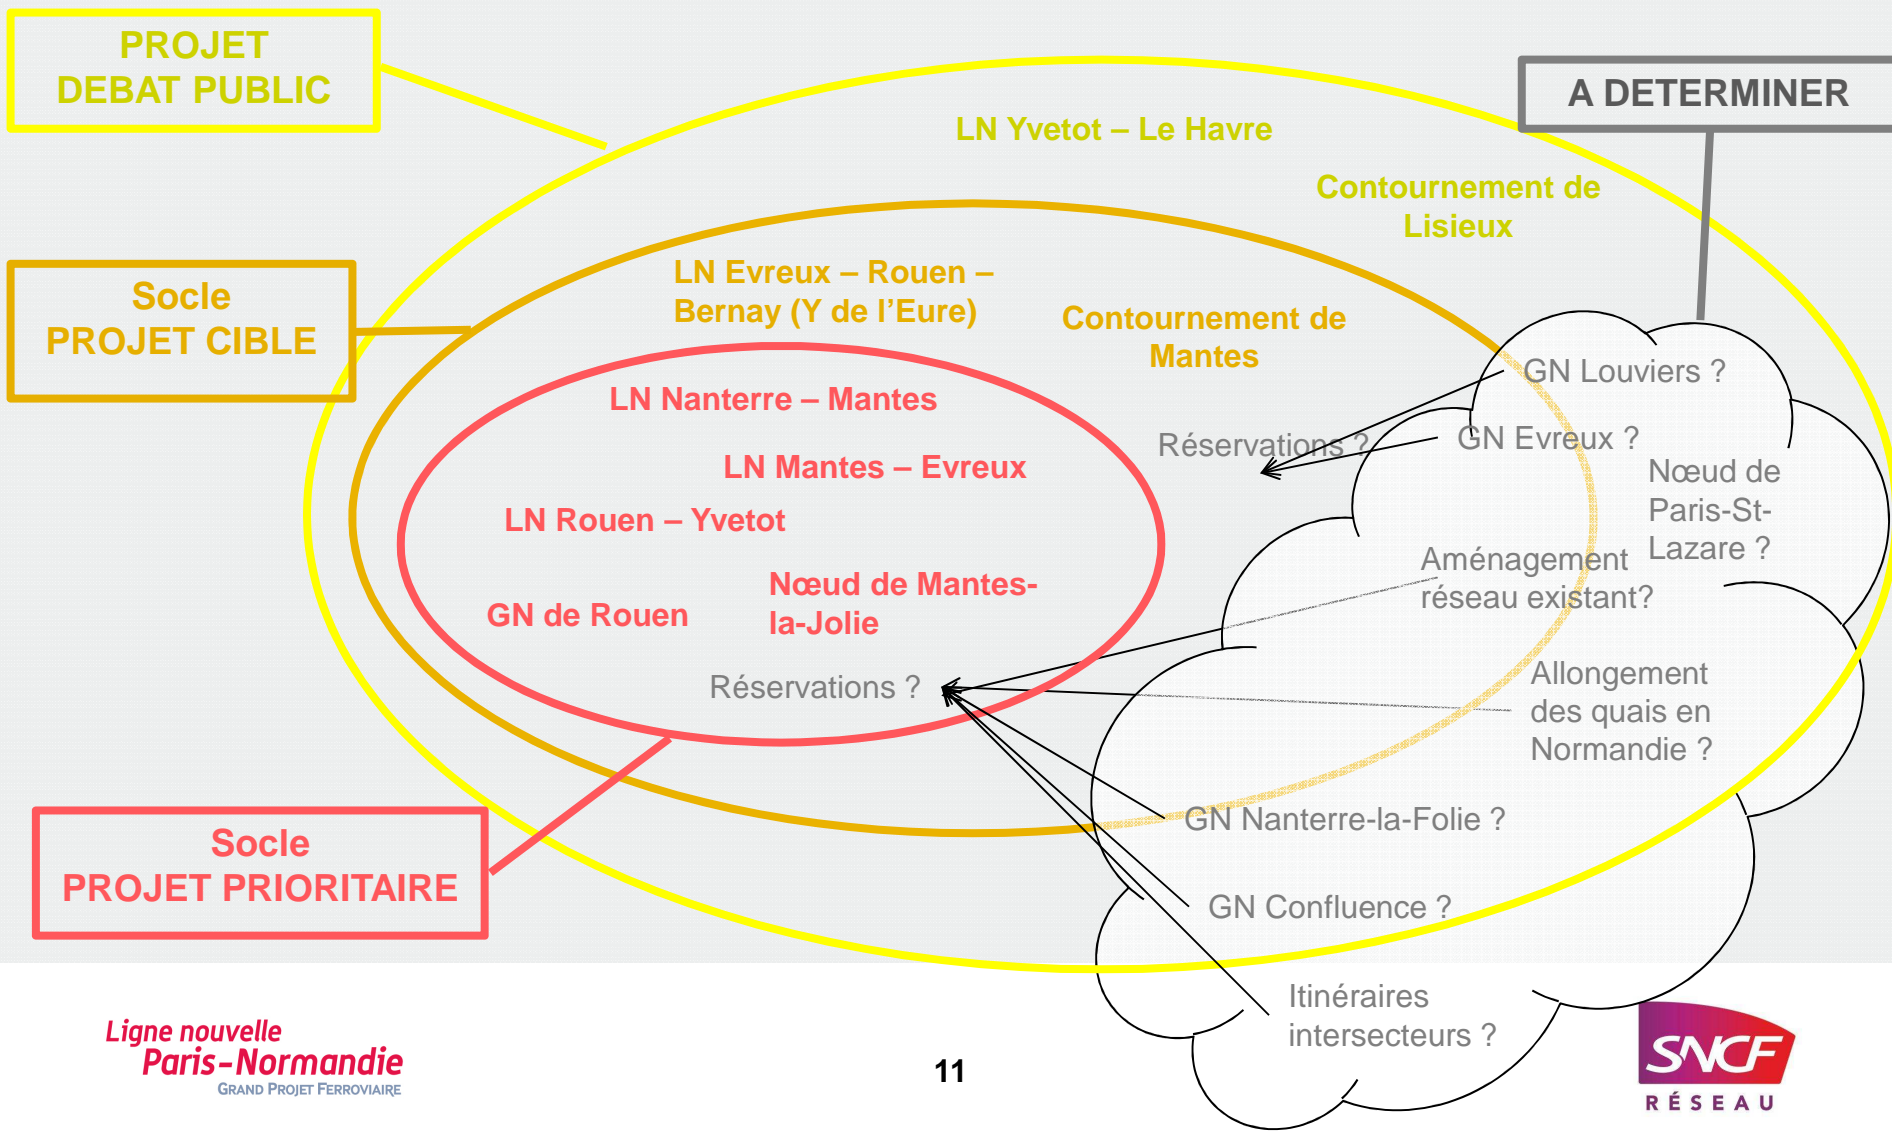 PROJET
DEBAT PUBLIC
A DETERMINER
LN Yvetot – Le Havre
Contournement de
Lisieux
Socle
PROJET CIBLE
LN Evreux – Rouen –
Bernay (Y de l'Eure)
Contournement de
Mantes
GN Louviers ?
LN Nanterre – Mantes
Réservations ?
GN Evreux ?
LN Mantes – Evreux
Nœud de
Paris-St-
Lazare ?
LN Rouen – Yvetot
Aménagement
réseau existant?
Nœud de Mantes-
la-Jolie
GN de Rouen
Réservations ?
Allongement
des quais en
Normandie ?
GN Nanterre-la-Folie ?
Socle
PROJET PRIORITAIRE
GN Confluence ?
Itinéraires
intersecteurs ?
Ligne nouvelle
Paris-Normandie
GRAND PROJET FERROVIAIRE
11
SNCF
RÉSEAU